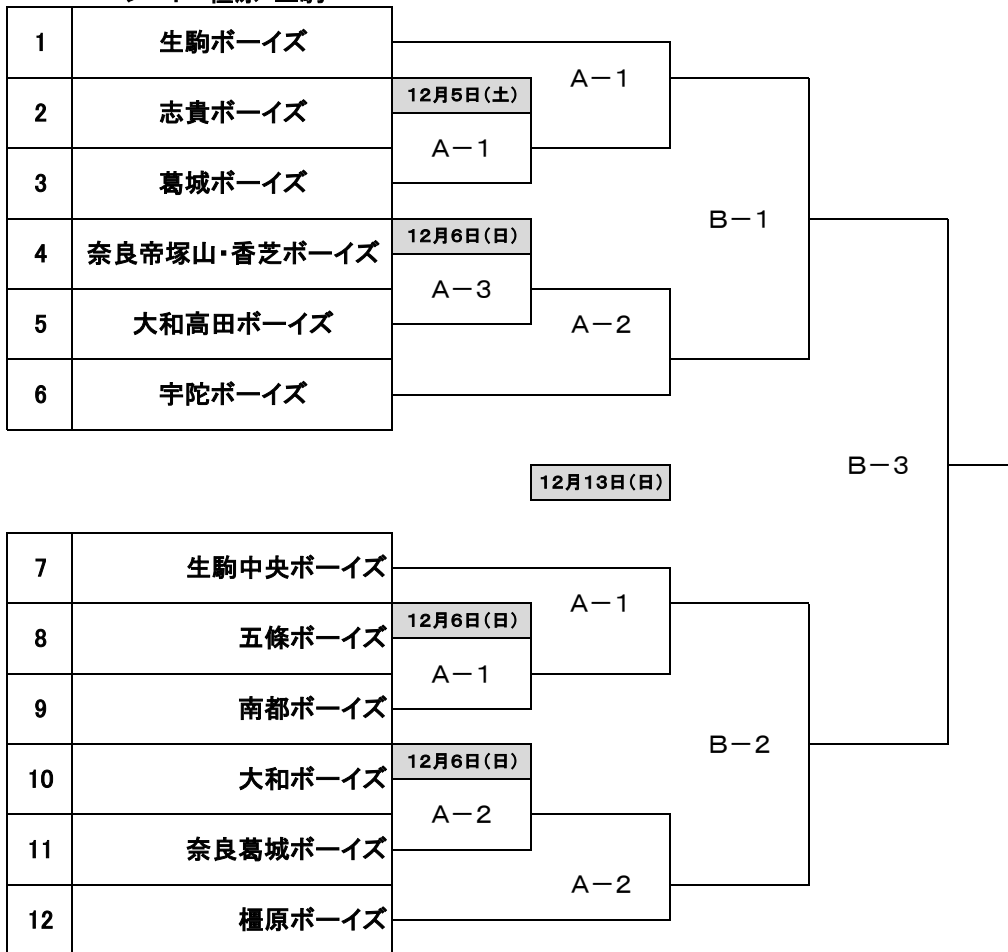 1 生駒ボーイズ
A－1
12月5日(土)
2 志貴ボーイズ
A－1
3 葛城ボーイズ
B－1
12月6日(日)
4 奈良帝塚山・香芝ボーイズ
A－3
5 大和高田ボーイズ
A－2
6 宇陀ボーイズ
B－3
12月13日(日)
7 生駒中央ボーイズ
A－1
12月6日(日)
8 五條ボーイズ
A－1
9 南都ボーイズ
B－2
12月6日(日)
10 大和ボーイズ
A－2
11 奈良葛城ボーイズ
A－2
12 橿原ボーイズ